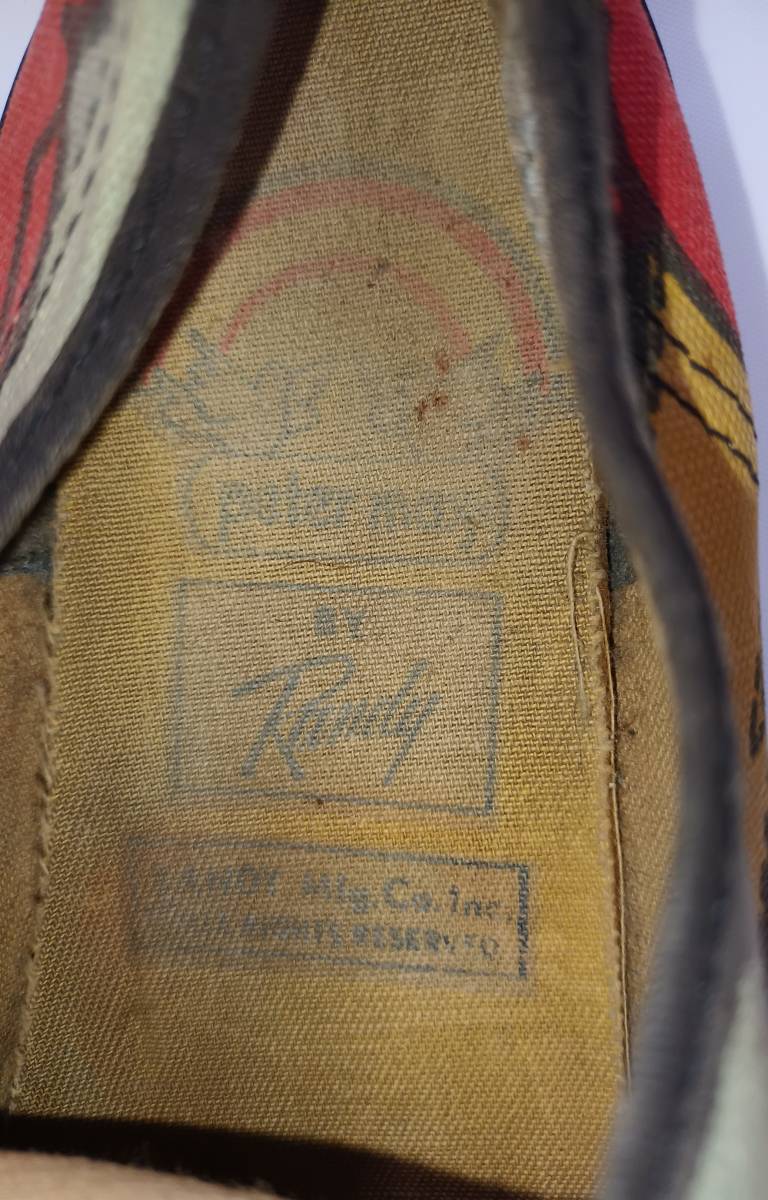 peter max
BY
Randy
RANDY Mfg. Co. Inc.
RIGHTS RESERVED